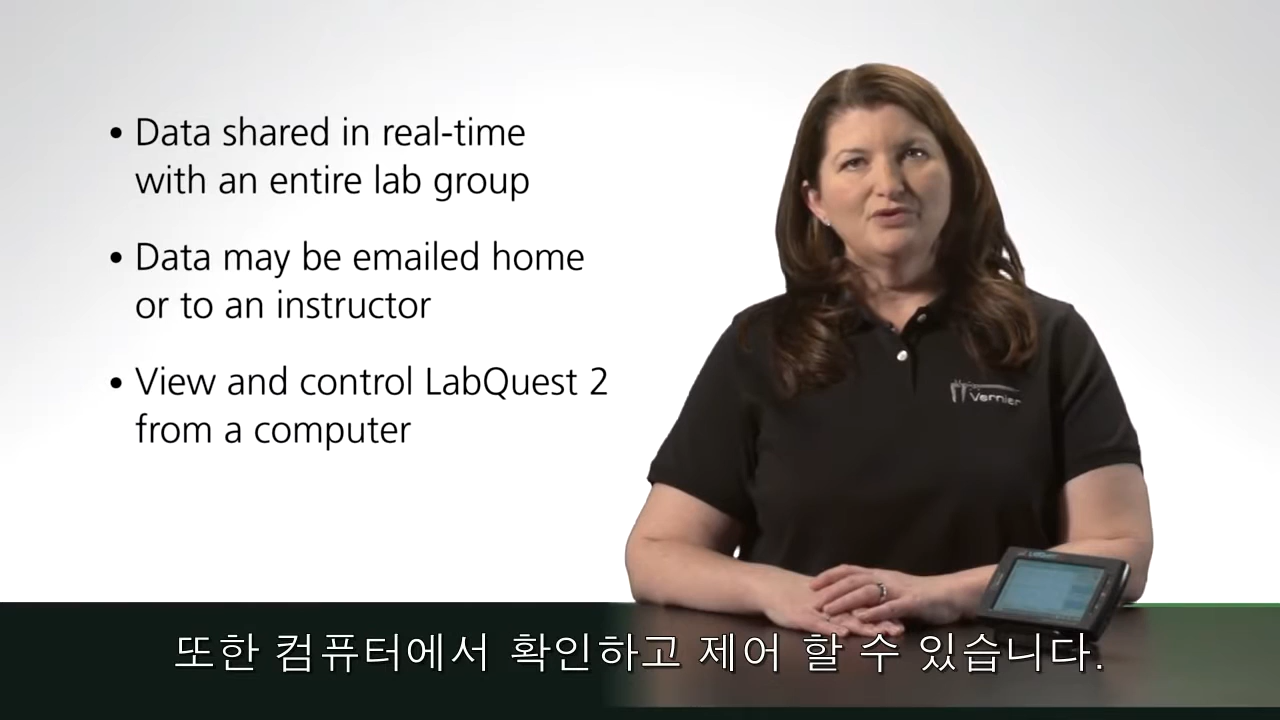 • Data shared in real-time
with an entire lab group
• Data may be emailed home
or to an instructor
• View and control LabQuest 2
from a computer
Vernier
또한 컴퓨터에서 확인하고 제어 할 수 있습니다.